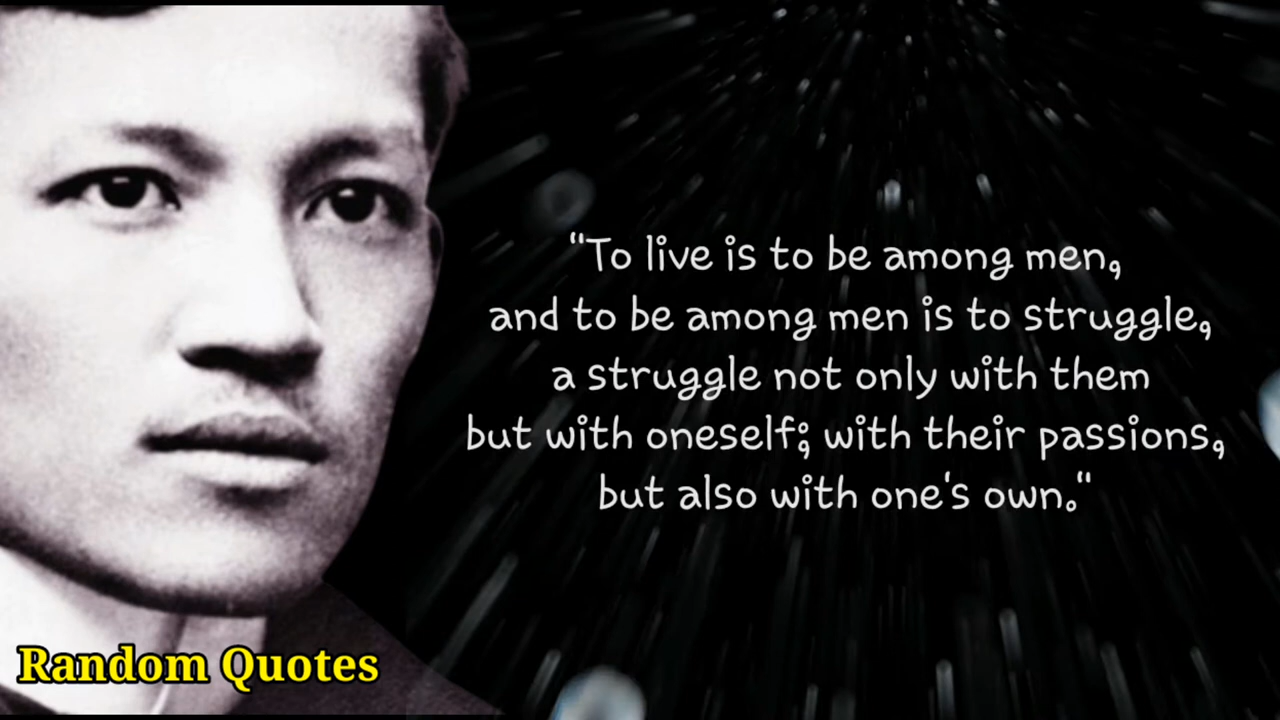 "To live is to be among men,
and to be among men is to struggle,
a struggle not only with them
but with oneself; with their passions,
but also with one's own."
Random Quotes